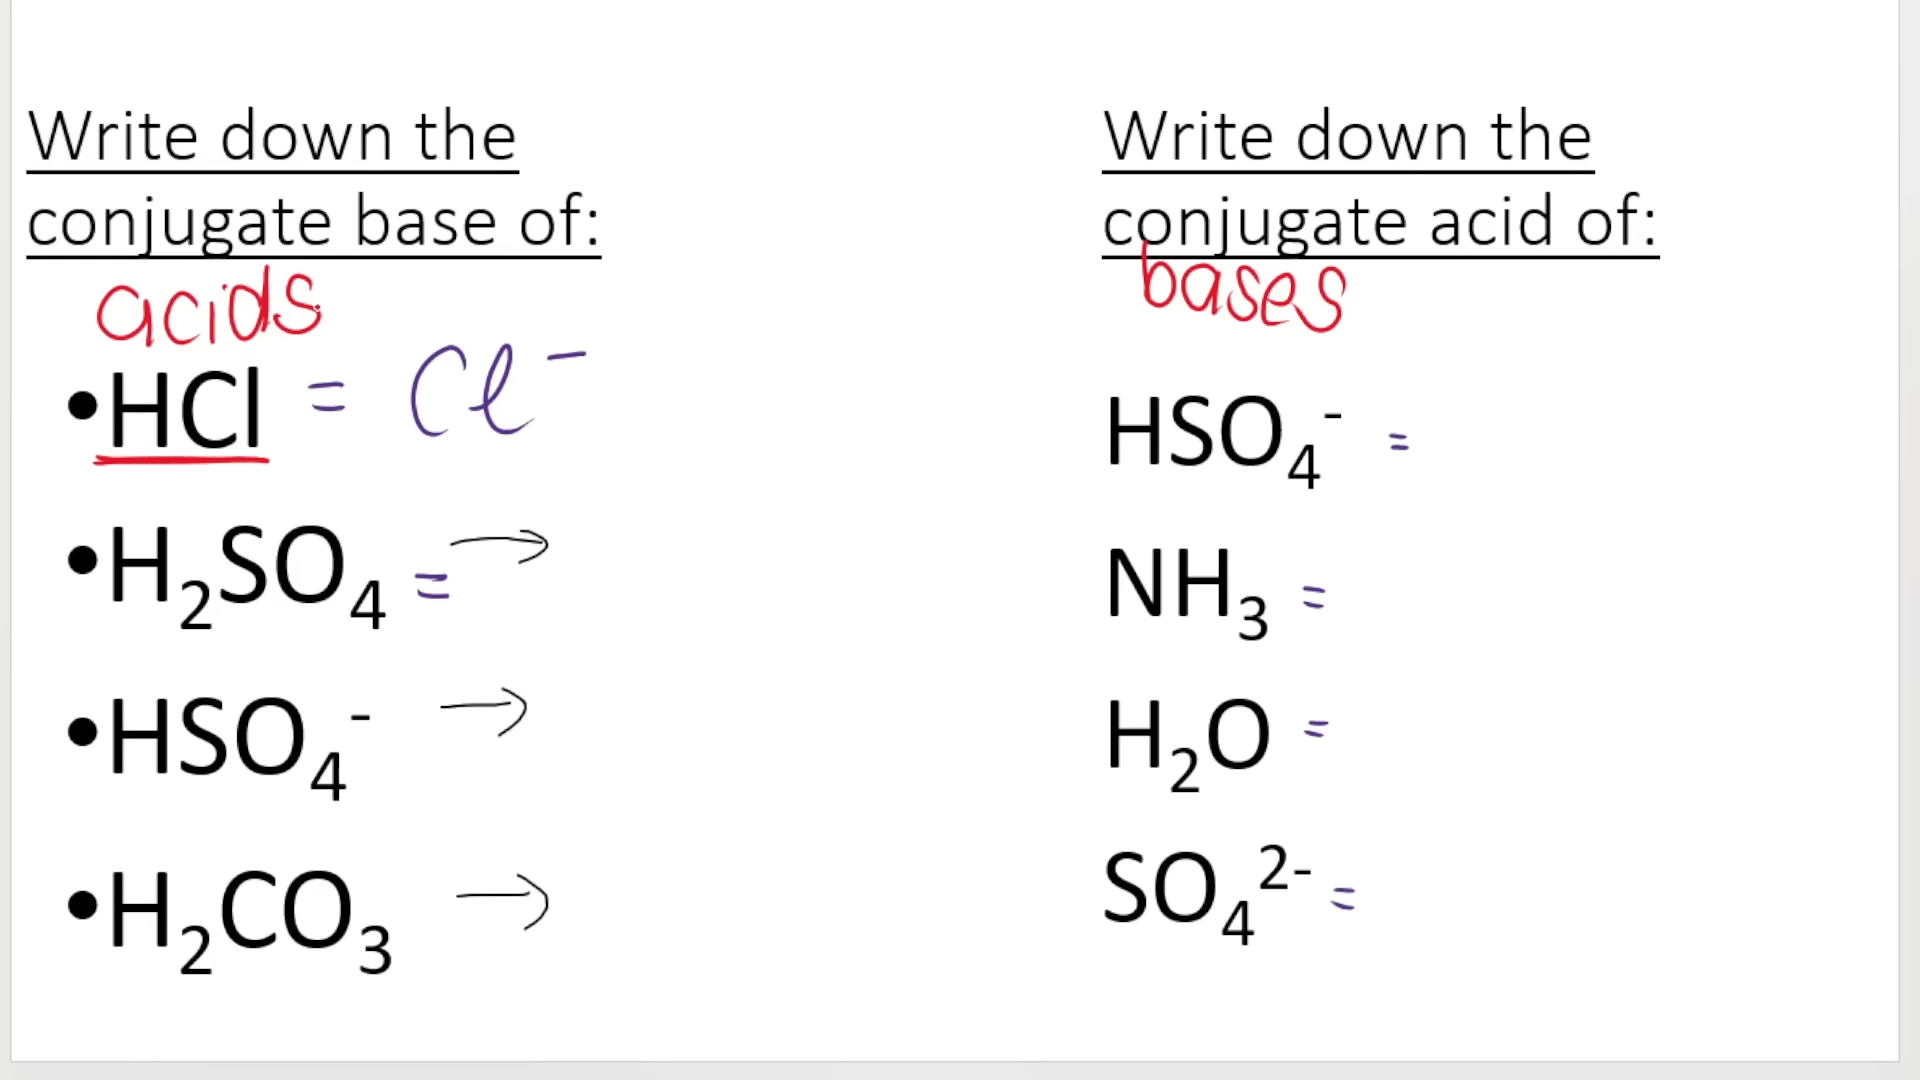 Write down the
conjugate base of:
acids
•HCl = Cl⁻
•H₂SO₄ = →
•HSO₄⁻ →
•H₂CO₃ →
Write down the
conjugate acid of:
bases
HSO₄⁻ =
NH₃ =
H₂O =
SO₄²⁻ =